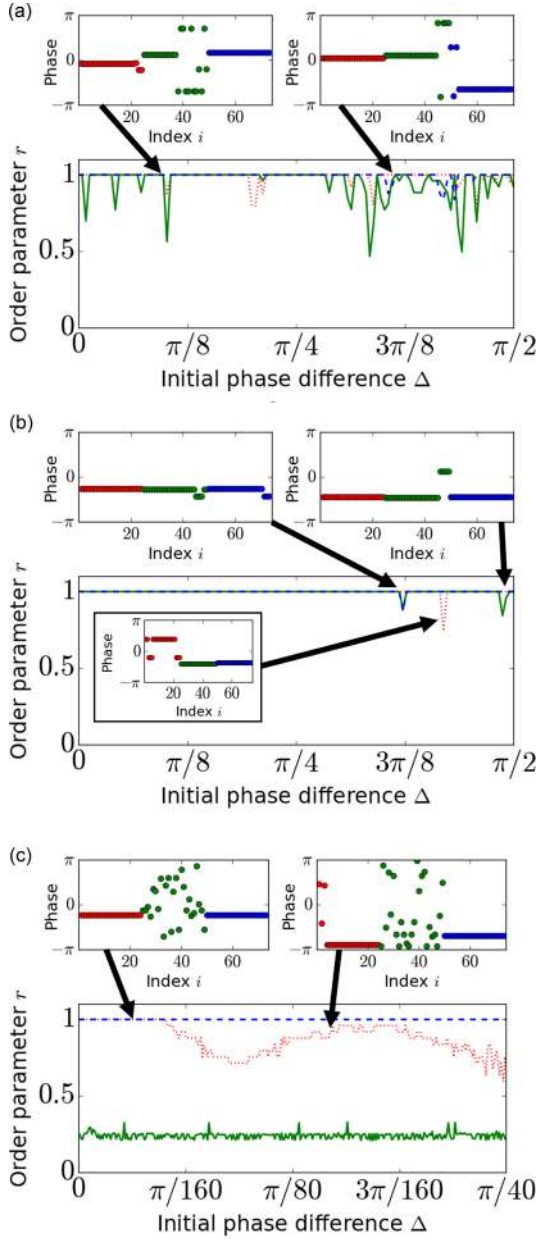 (a)
π
0
−π
Phase
20 40 60
Index i
π
0
−π
Phase
20 40 60
Index i
1
0.5
0
Order parameter r
0 π/8 π/4 3π/8 π/2
Initial phase difference Δ
(b)
π
0
−π
Phase
20 40 60
Index i
π
0
−π
Phase
20 40 60
Index i
1
0.5
0
Order parameter r
π
0
−π
Phase
20 40 60
Index i
0 π/8 π/4 3π/8 π/2
Initial phase difference Δ
(c)
π
0
−π
Phase
20 40 60
Index i
π
0
−π
Phase
20 40 60
Index i
1
0.5
0
Order parameter r
0 π/160 π/80 3π/160 π/40
Initial phase difference Δ